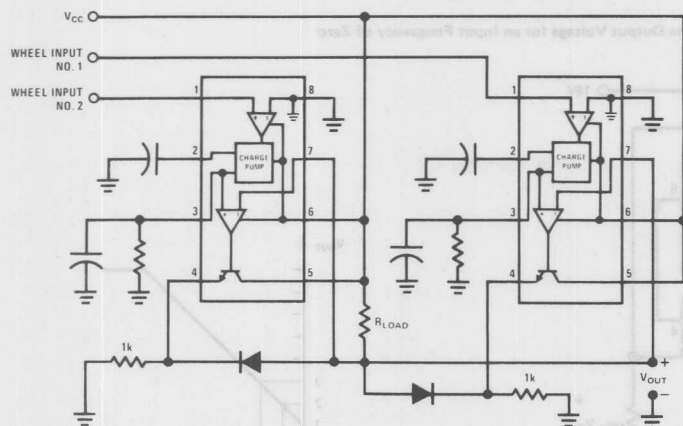 VCC
WHEEL INPUT
NO. 1
WHEEL INPUT
NO. 2
1
8
2
CHARGE
PUMP
7
3
6
4
5
1
8
2
CHARGE
PUMP
7
3
6
4
5
RLOAD
1k
1k
+
VOUT
−